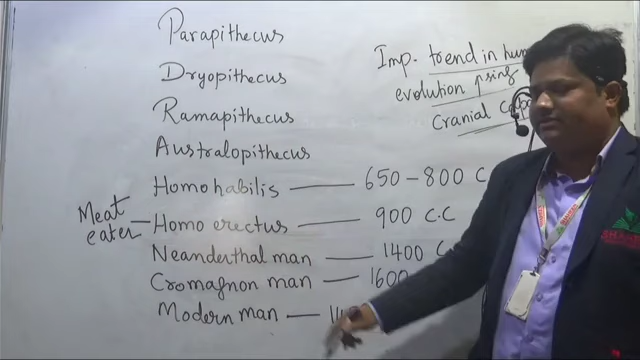 Parapithecus
Dryopithecus
Ramapithecus
Australopithecus
Homo habilis — 650 – 800 C
Meat eater — Homo erectus — 900 C.C
Neanderthal man — 1400 C
Cromagnon man — 1600
Modern man —
Imp. trend in hum
evolution
Cranial cap